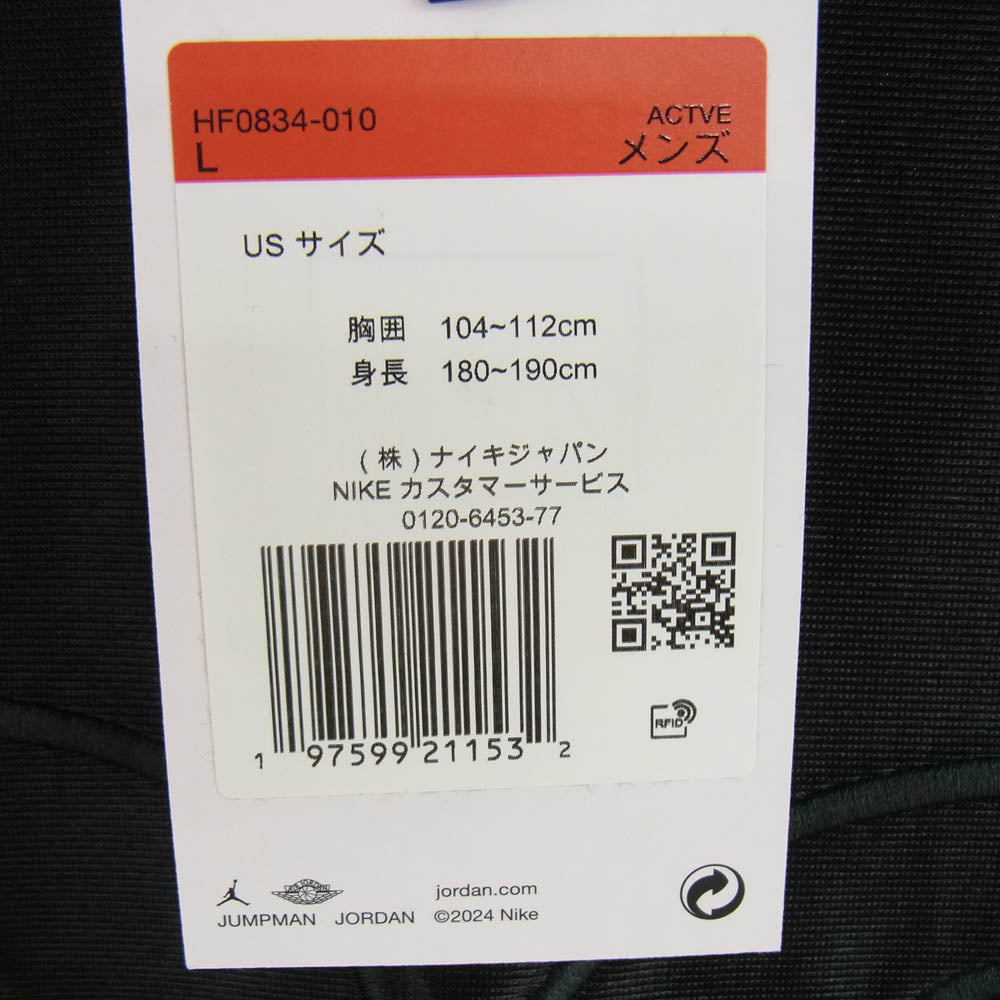 HF0834-010
ACTVE
L
メンズ
US サイズ
胸囲 104~112cm
身長 180~190cm
(株)ナイキジャパン
NIKE カスタマーサービス
0120-6453-77
1 97599 21153 2
RFID
AIR JORDAN
jordan.com
JUMPMAN JORDAN ©2024 Nike